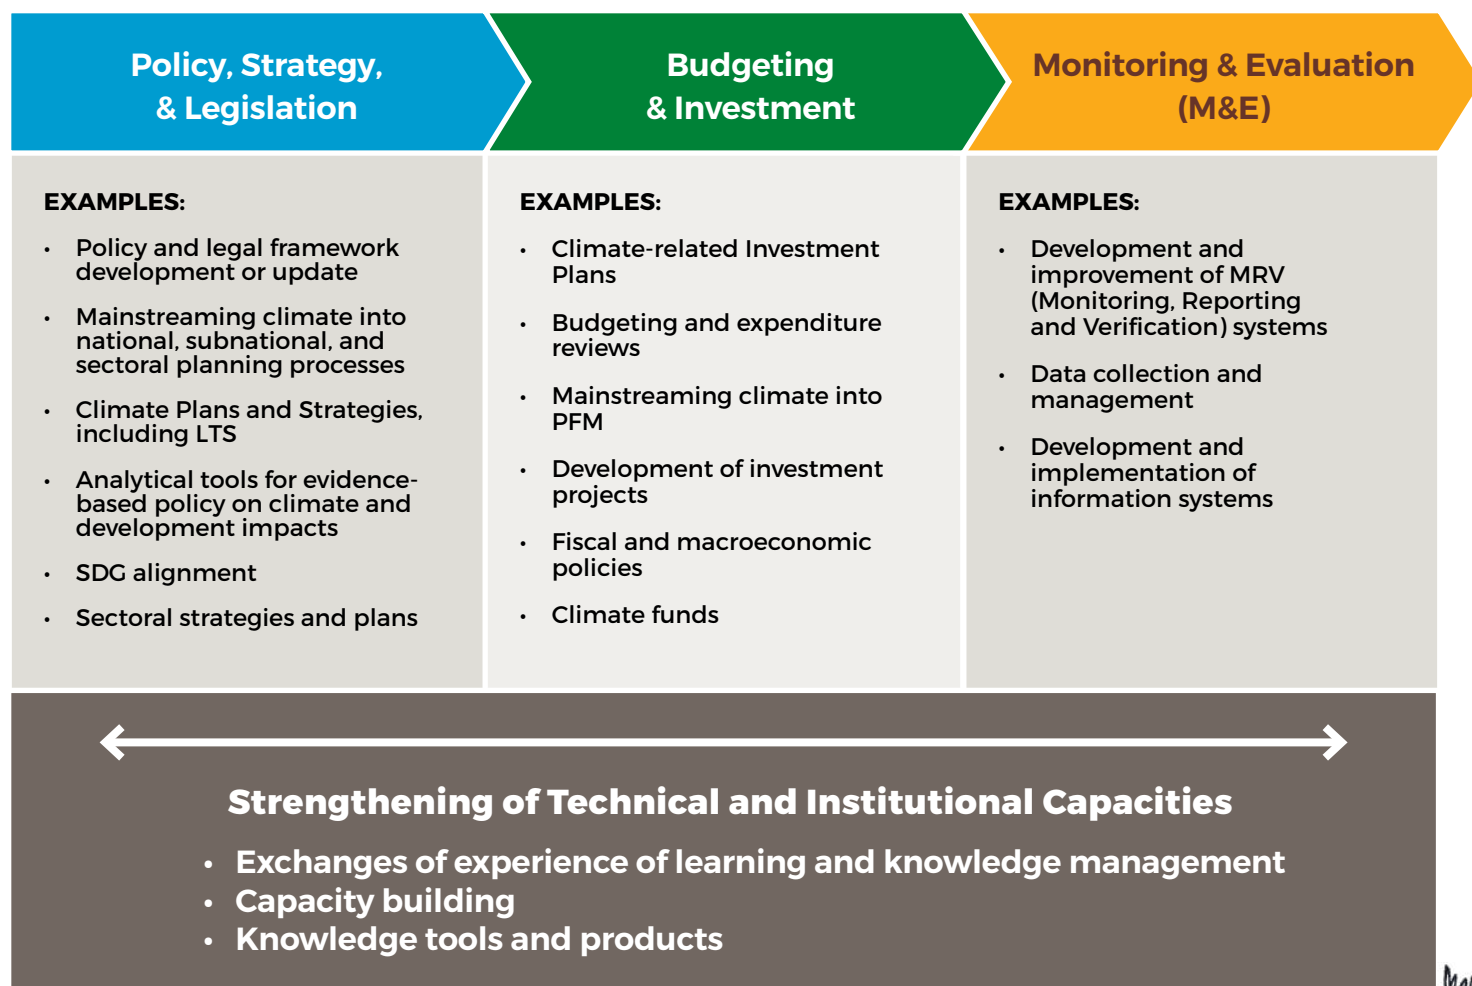 Policy, Strategy,
& Legislation
Budgeting
& Investment
Monitoring & Evaluation
(M&E)
EXAMPLES:
• Policy and legal framework
development or update
• Mainstreaming climate into
national, subnational, and
sectoral planning processes
• Climate Plans and Strategies,
including LTS
• Analytical tools for evidence-
based policy on climate and
development impacts
• SDG alignment
• Sectoral strategies and plans
EXAMPLES:
• Climate-related Investment
Plans
• Budgeting and expenditure
reviews
• Mainstreaming climate into
PFM
• Development of investment
projects
• Fiscal and macroeconomic
policies
• Climate funds
EXAMPLES:
• Development and
improvement of MRV
(Monitoring, Reporting
and Verification) systems
• Data collection and
management
• Development and
implementation of
information systems
Strengthening of Technical and Institutional Capacities
• Exchanges of experience of learning and knowledge management
• Capacity building
• Knowledge tools and products